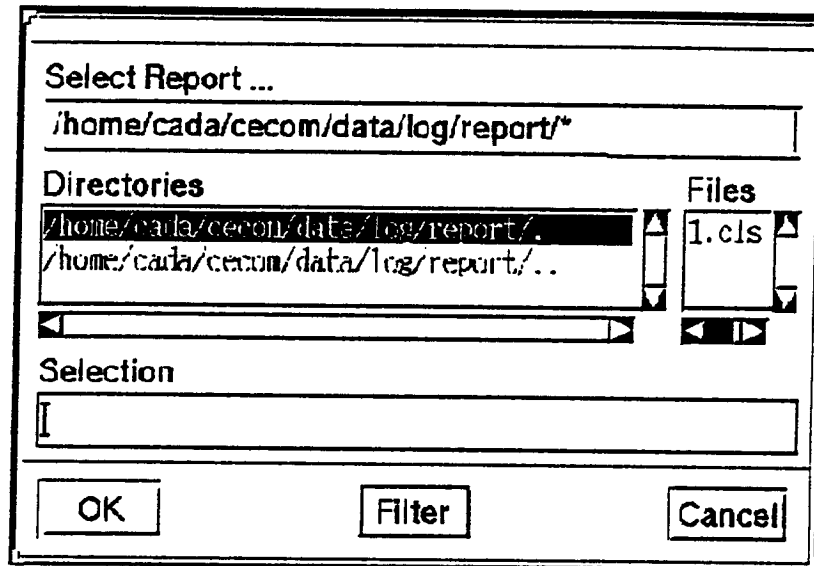 Select Report ...
/home/cada/cecom/data/log/report/*
Directories
Files
/home/cada/cecom/data/log/report/.
/home/cada/cecom/data/log/report/..
1.cls
Selection
OK
Filter
Cancel